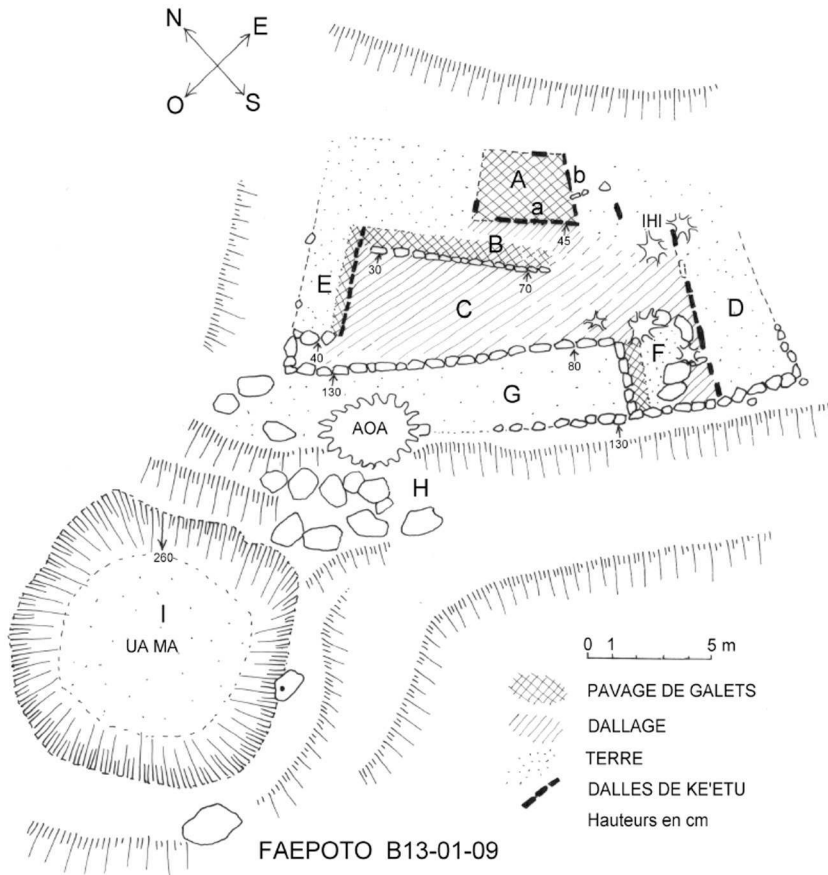 N E
O S
A
b
a
45
IHI
B
30
70
E
C
D
40
130
80
F
G
AOA
130
H
260
I
UA MA
0 1 5 m
PAVAGE DE GALETS
DALLAGE
TERRE
DALLES DE KE'ETU
Hauteurs en cm
FAEPOTO B13-01-09